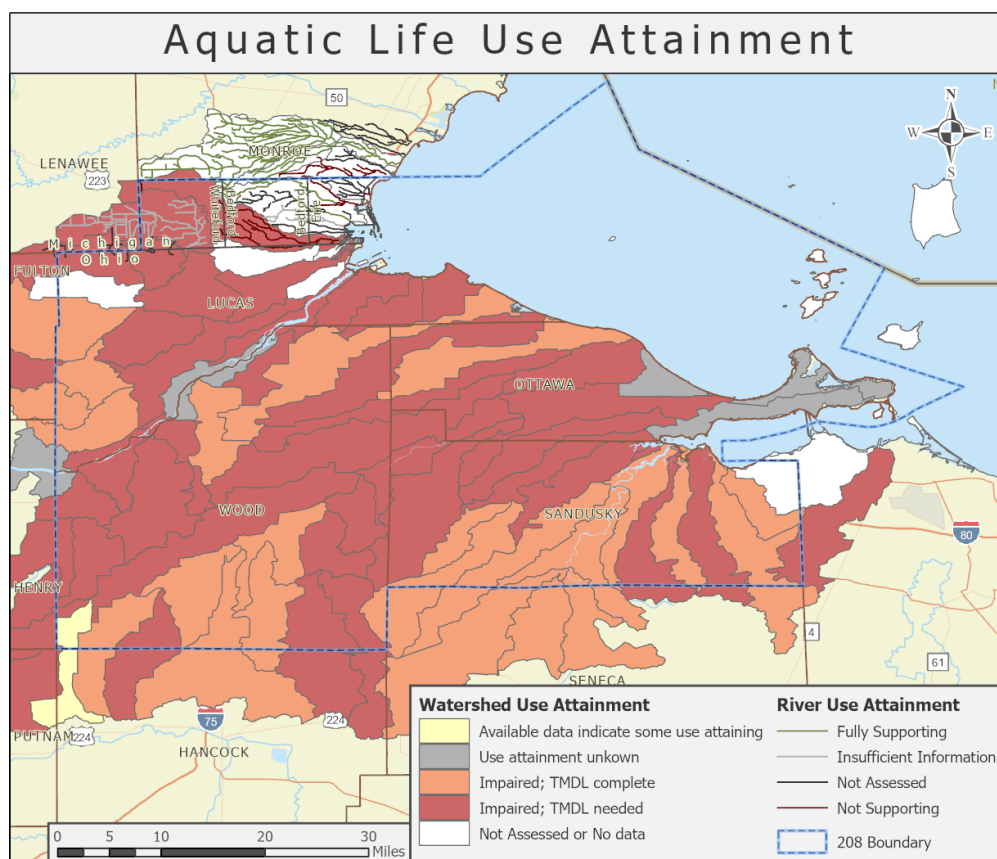 Aquatic Life Use Attainment
50
N
W
E
S
MONROE
LENAWEE
223
Whiteford
Bedford
Bedford
Erie
Michigan
Ohio
FULTON
LUCAS
OTTAWA
WOOD
SANDUSKY
80
HENRY
4
61
SENECA
75
224
PUTNAM
224
HANCOCK
Watershed Use Attainment
Available data indicate some use attaining
Use attainment unkown
Impaired; TMDL complete
Impaired; TMDL needed
Not Assessed or No data
River Use Attainment
Fully Supporting
Insufficient Information
Not Assessed
Not Supporting
208 Boundary
0 5 10 20 30
Miles